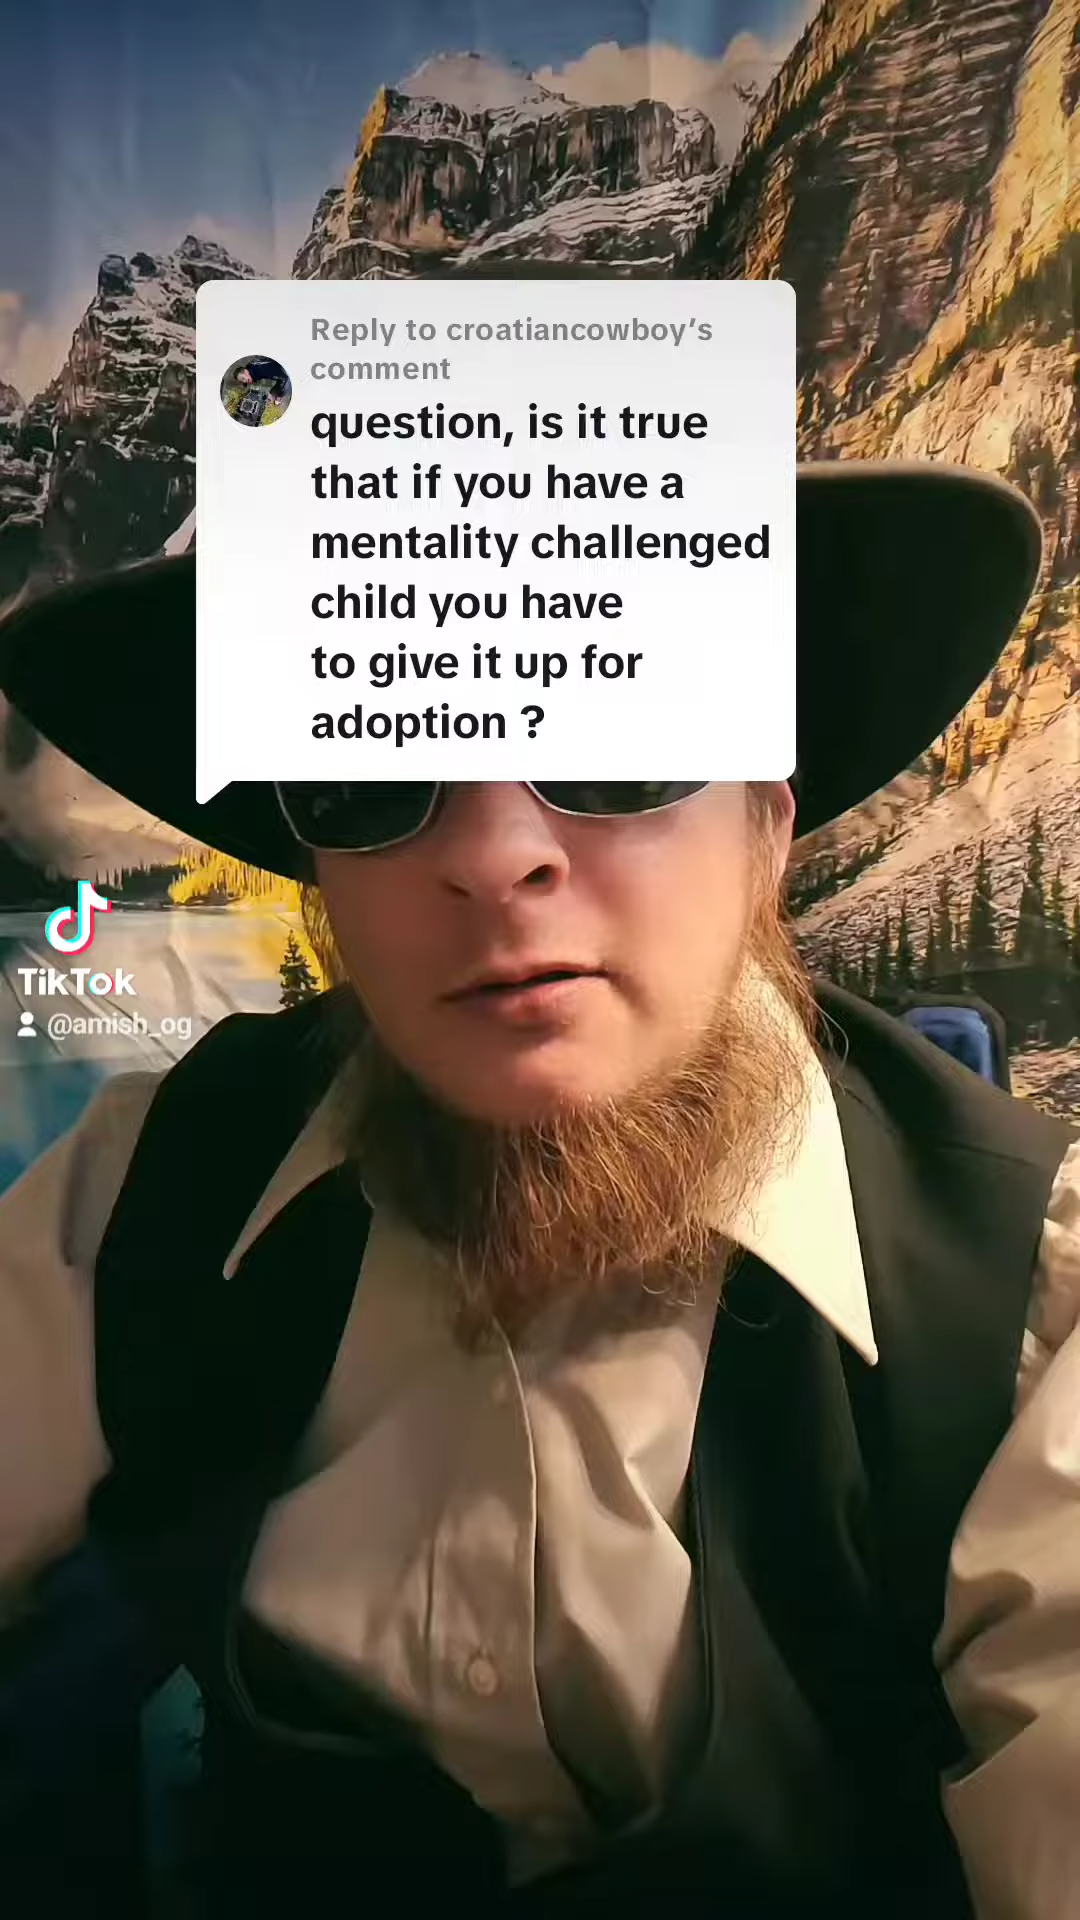 Reply to croatiancowboy’s
comment
question, is it true
that if you have a
mentality challenged
child you have
to give it up for
adoption ?
TikTok
@amish_og